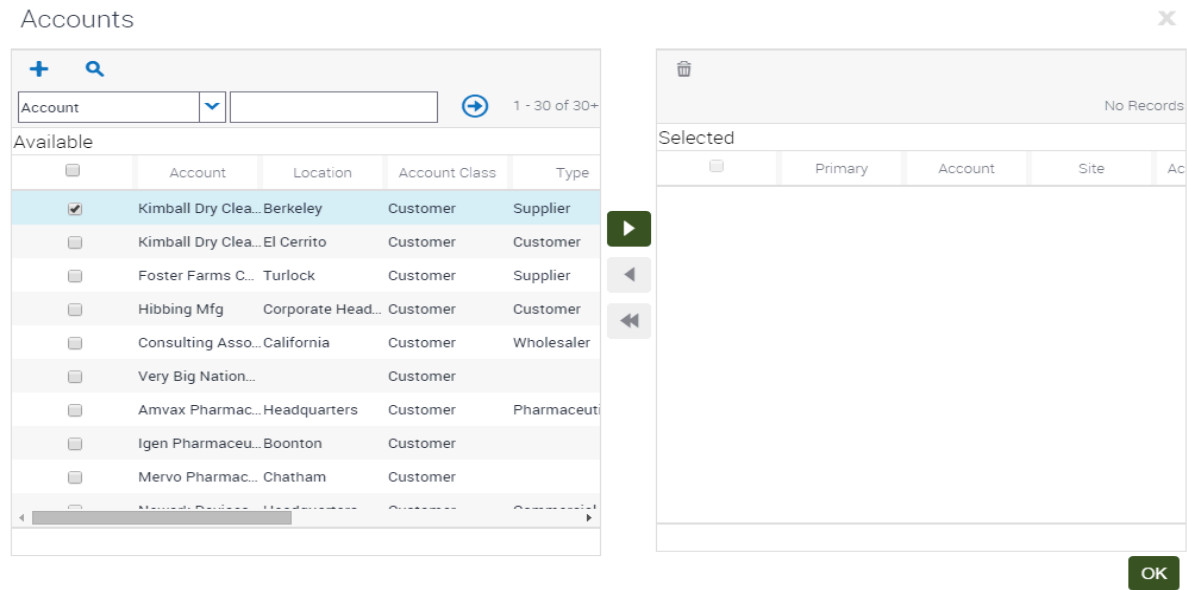 Accounts
Account
1 - 30 of 30+
Available
Account Location Account Class Type
Kimball Dry Clea... Berkeley Customer Supplier
Kimball Dry Clea... El Cerrito Customer Customer
Foster Farms C... Turlock Customer Supplier
Hibbing Mfg Corporate Head... Customer Customer
Consulting Asso... California Customer Wholesaler
Very Big Nation... Customer
Amvax Pharmac... Headquarters Customer Pharmaceuti
Igen Pharmaceu... Boonton Customer
Mervo Pharmac... Chatham Customer
No Records
Selected
Primary Account Site Ac
OK